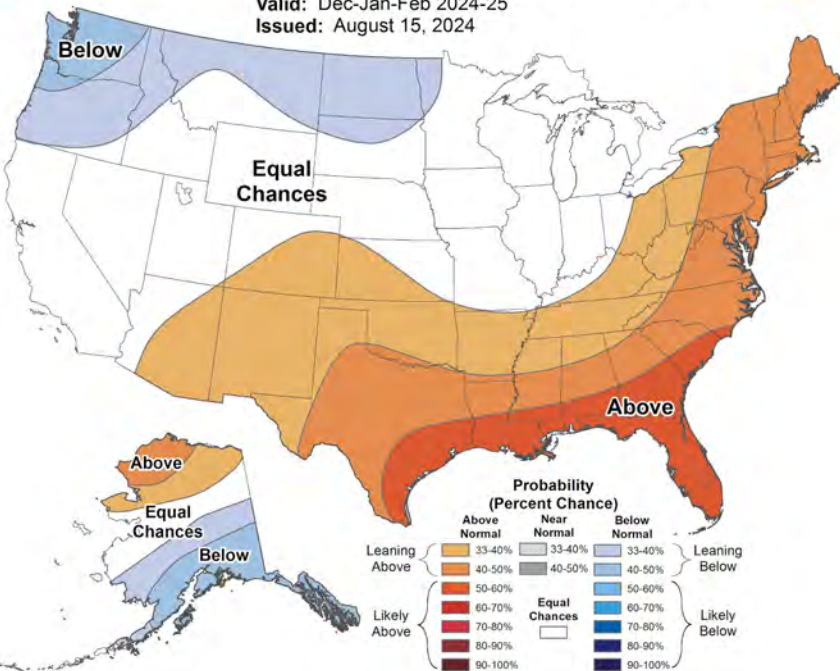 Valid: Dec-Jan-Feb 2024-25
Issued: August 15, 2024
Below
Equal
Chances
Above
Above
Equal
Chances
Below
Probability
(Percent Chance)
Above
Normal
Near
Normal
Below
Normal
Leaning
Above
33-40%
33-40%
33-40%
Leaning
Below
40-50%
40-50%
40-50%
Likely
Above
50-60%
60-70%
70-80%
80-90%
90-100%
Equal
Chances
50-60%
60-70%
70-80%
80-90%
90-100%
Likely
Below